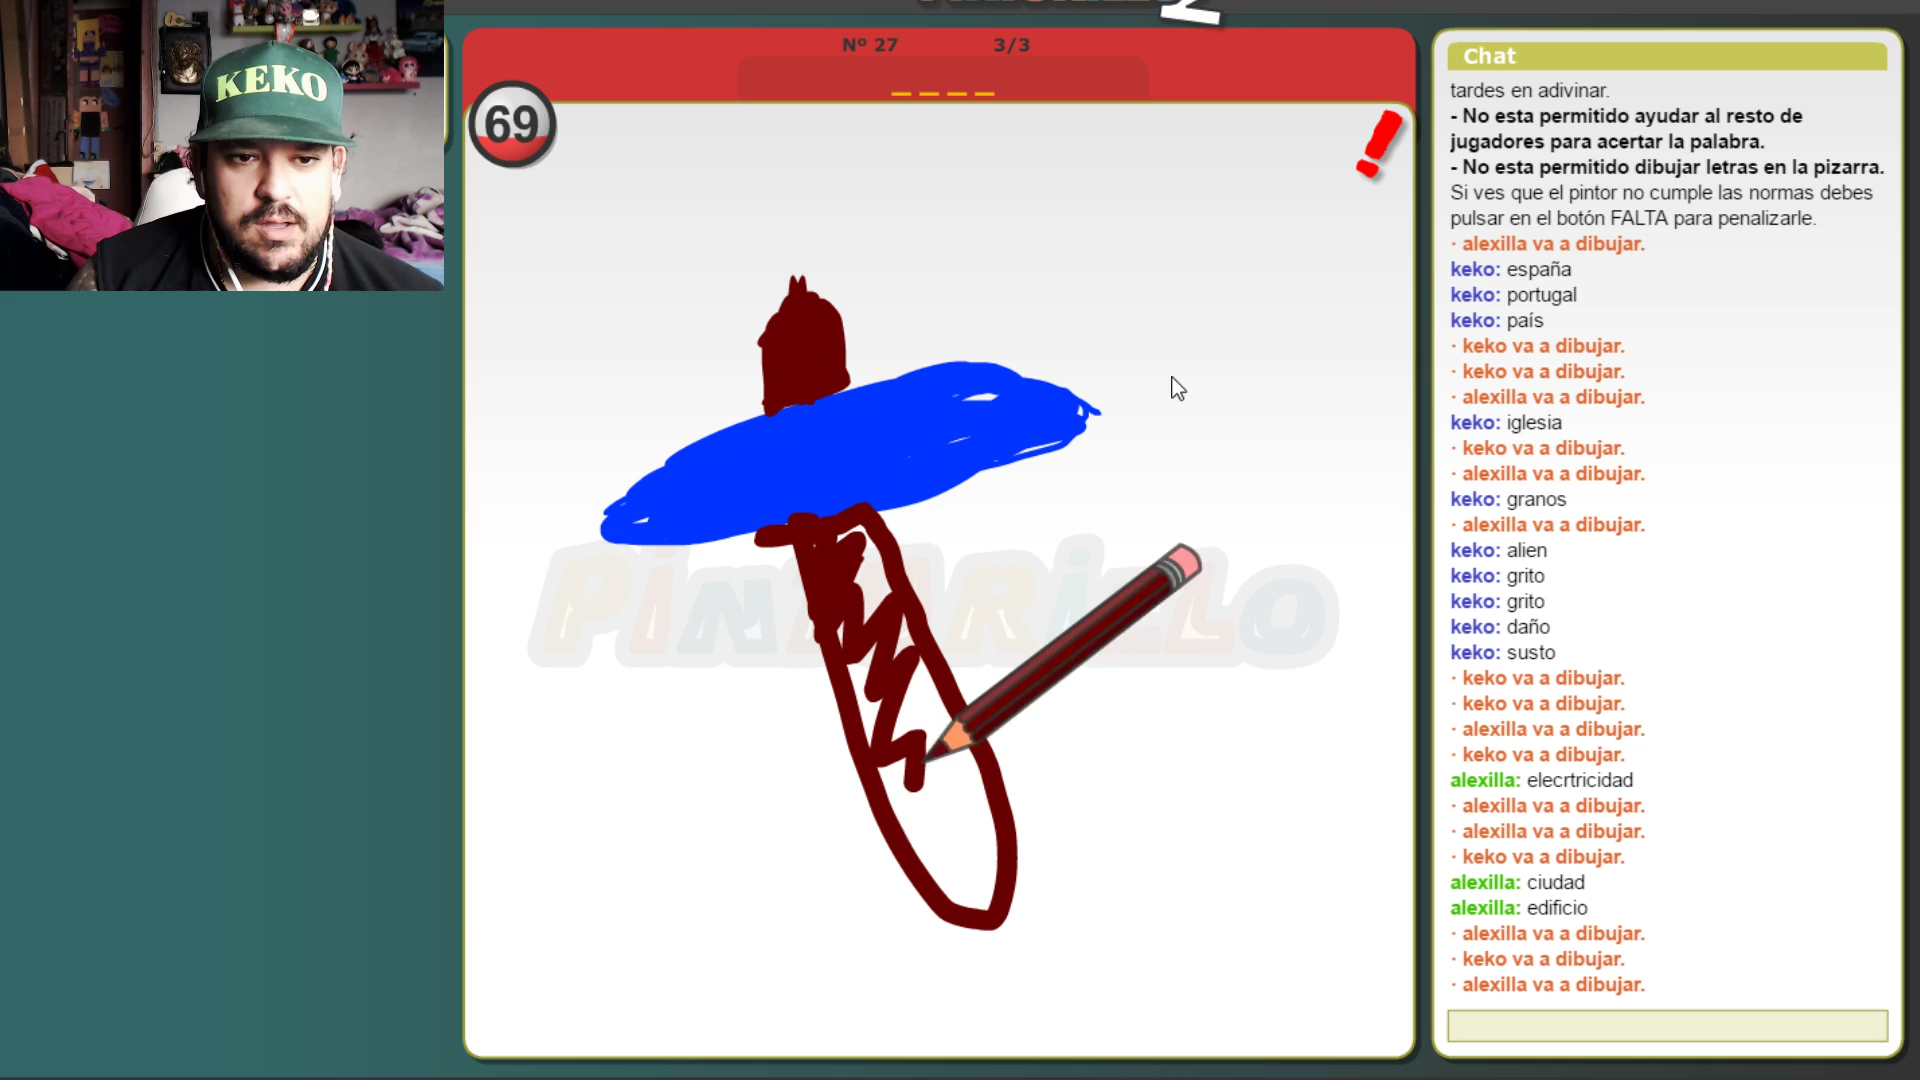 KEKO
Nº 27
3/3
69
PiNTARiLLO
Chat
tardes en adivinar.
- No esta permitido ayudar al resto de
jugadores para acertar la palabra.
- No esta permitido dibujar letras en la pizarra.
Si ves que el pintor no cumple las normas debes
pulsar en el botón FALTA para penalizarle.
· alexilla va a dibujar.
keko: españa
keko: portugal
keko: país
· keko va a dibujar.
· keko va a dibujar.
· alexilla va a dibujar.
keko: iglesia
· keko va a dibujar.
· alexilla va a dibujar.
keko: granos
· alexilla va a dibujar.
keko: alien
keko: grito
keko: grito
keko: daño
keko: susto
· keko va a dibujar.
· keko va a dibujar.
· alexilla va a dibujar.
· keko va a dibujar.
alexilla: elecrtricidad
· alexilla va a dibujar.
· alexilla va a dibujar.
· keko va a dibujar.
alexilla: ciudad
alexilla: edificio
· alexilla va a dibujar.
· keko va a dibujar.
· alexilla va a dibujar.